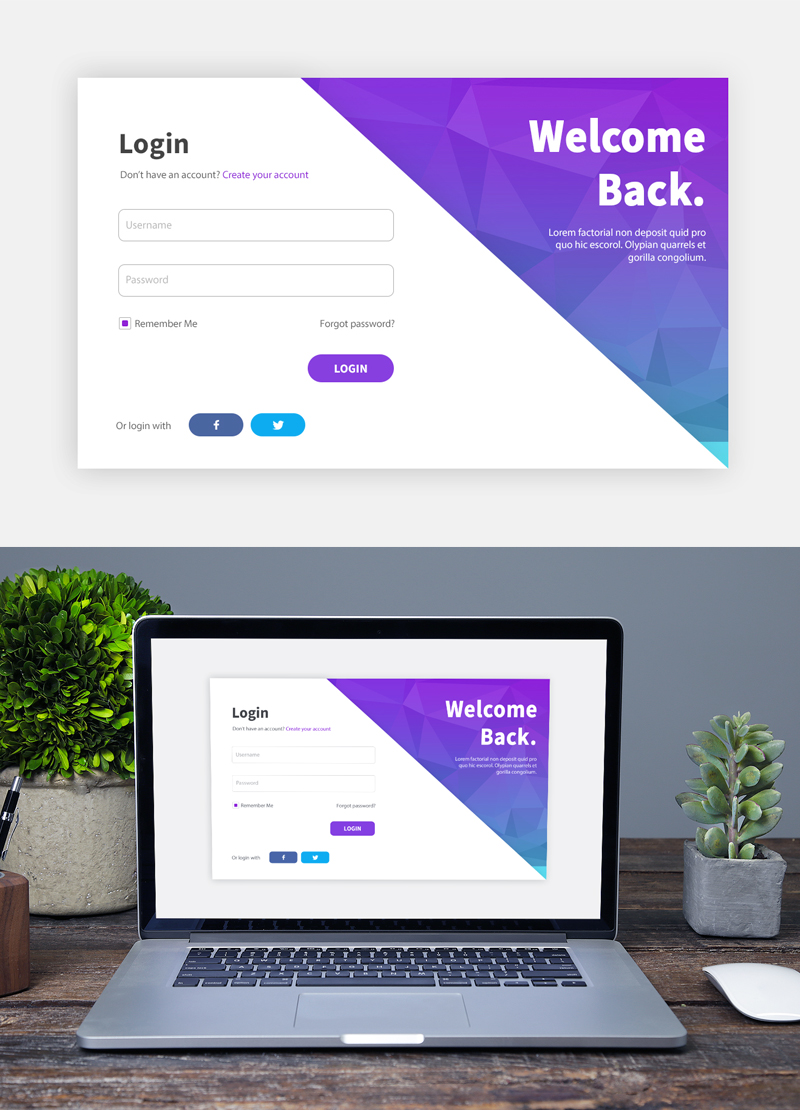 Login
Don't have an account? Create your account
Username
Password
Remember Me
Forgot password?
LOGIN
Or login with
Welcome
Back.
Lorem factorial non deposit quid pro
quo hic escorol. Olypian quarrels et
gorilla congolium.
Login
Don't have an account? Create your account
Username
Password
Remember Me
Forgot password?
LOGIN
Or login with
Welcome
Back.
Lorem factorial non deposit quid pro
quo hic escorol. Olypian quarrels et
gorilla congolium.